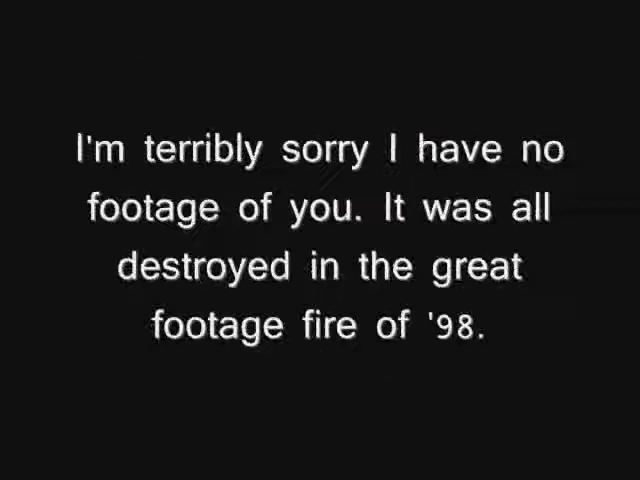 I'm terribly sorry I have no
footage of you. It was all
destroyed in the great
footage fire of '98.